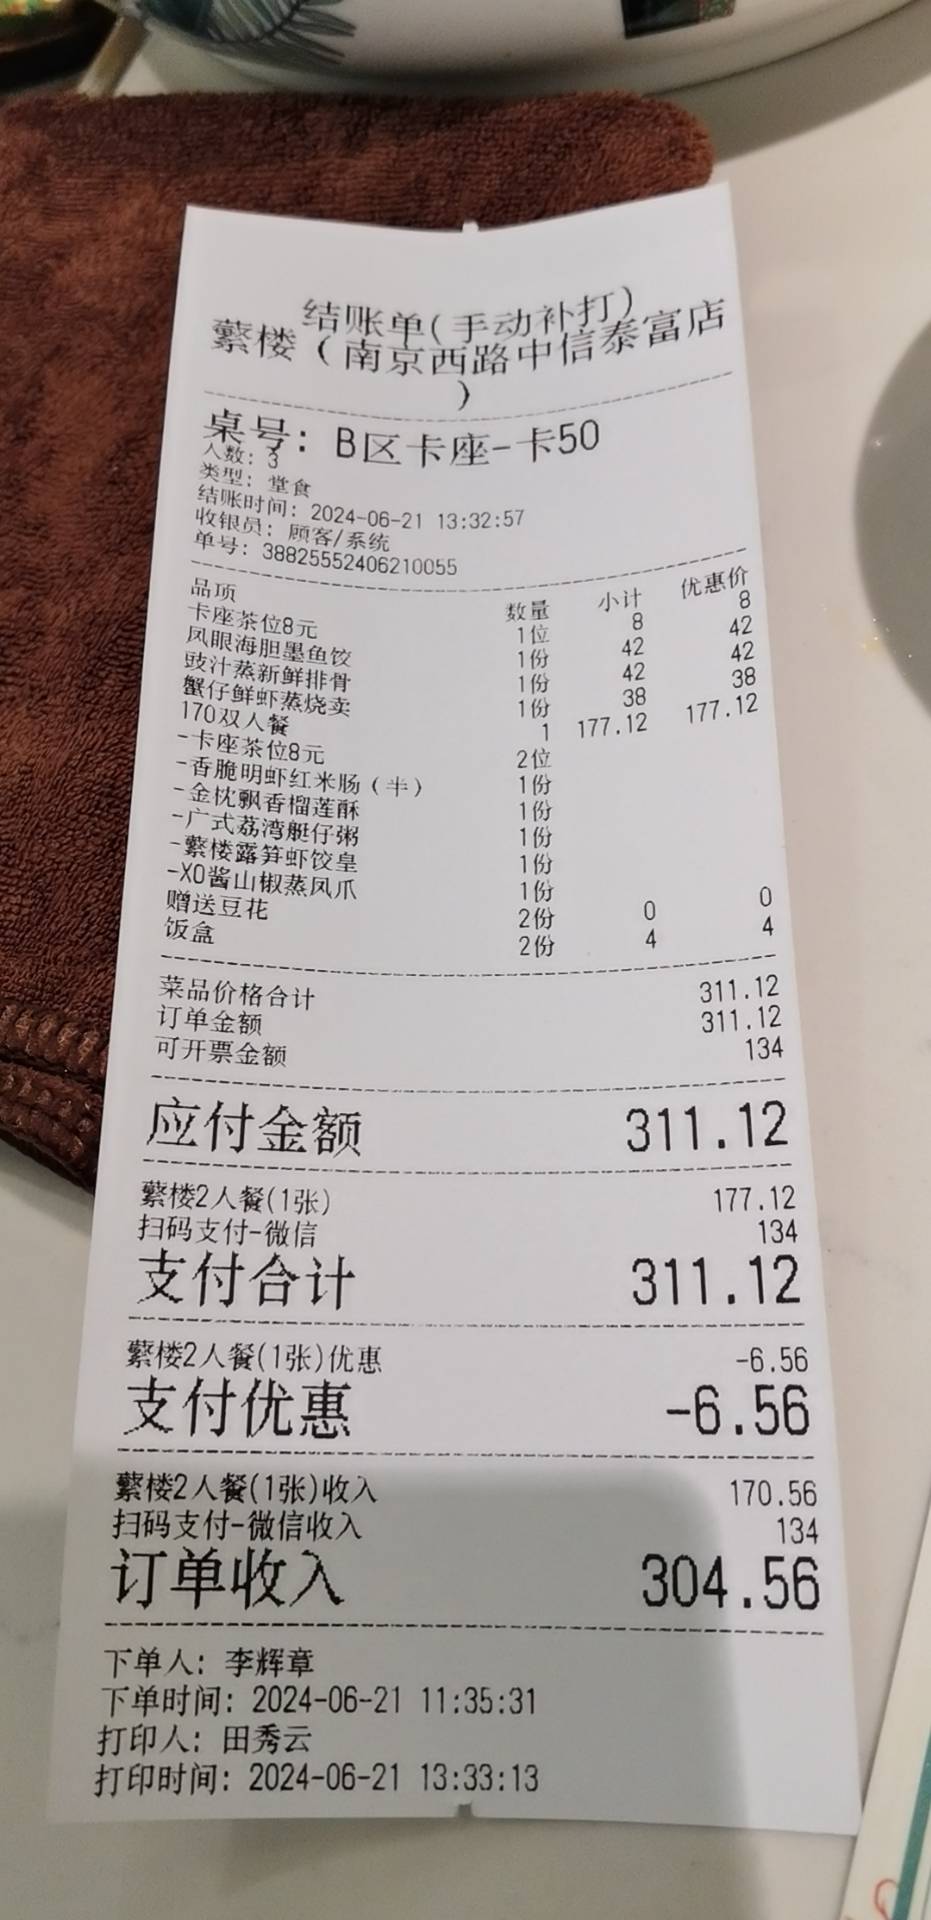 结账单(手动补打)
蘩楼（南京西路中信泰富店
）
桌号: B区卡座-卡50
人数: 3
类型: 堂食
结账时间: 2024-06-21 13:32:57
收银员: 顾客/系统
单号: 38825552406210055
品项 数量 小计 优惠价
卡座茶位8元 1位 8 8
凤眼海胆墨鱼饺 1份 42 42
豉汁蒸新鲜排骨 1份 42 42
蟹仔鲜虾蒸烧卖 1份 38 38
170双人餐 1 177.12 177.12
-卡座茶位8元 2位
-香脆明虾红米肠（半） 1份
-金枕飘香榴莲酥 1份
-广式荔湾艇仔粥 1份
-蘩楼露笋虾饺皇 1份
-XO酱山椒蒸凤爪 1份
赠送豆花 2份 0 0
饭盒 2份 4 4
菜品价格合计 311.12
订单金额 311.12
可开票金额 134
应付金额 311.12
蘩楼2人餐(1张) 177.12
扫码支付-微信 134
支付合计 311.12
蘩楼2人餐(1张)优惠 -6.56
支付优惠 -6.56
蘩楼2人餐(1张)收入 170.56
扫码支付-微信收入 134
订单收入 304.56
下单人: 李辉章
下单时间: 2024-06-21 11:35:31
打印人: 田秀云
打印时间: 2024-06-21 13:33:13